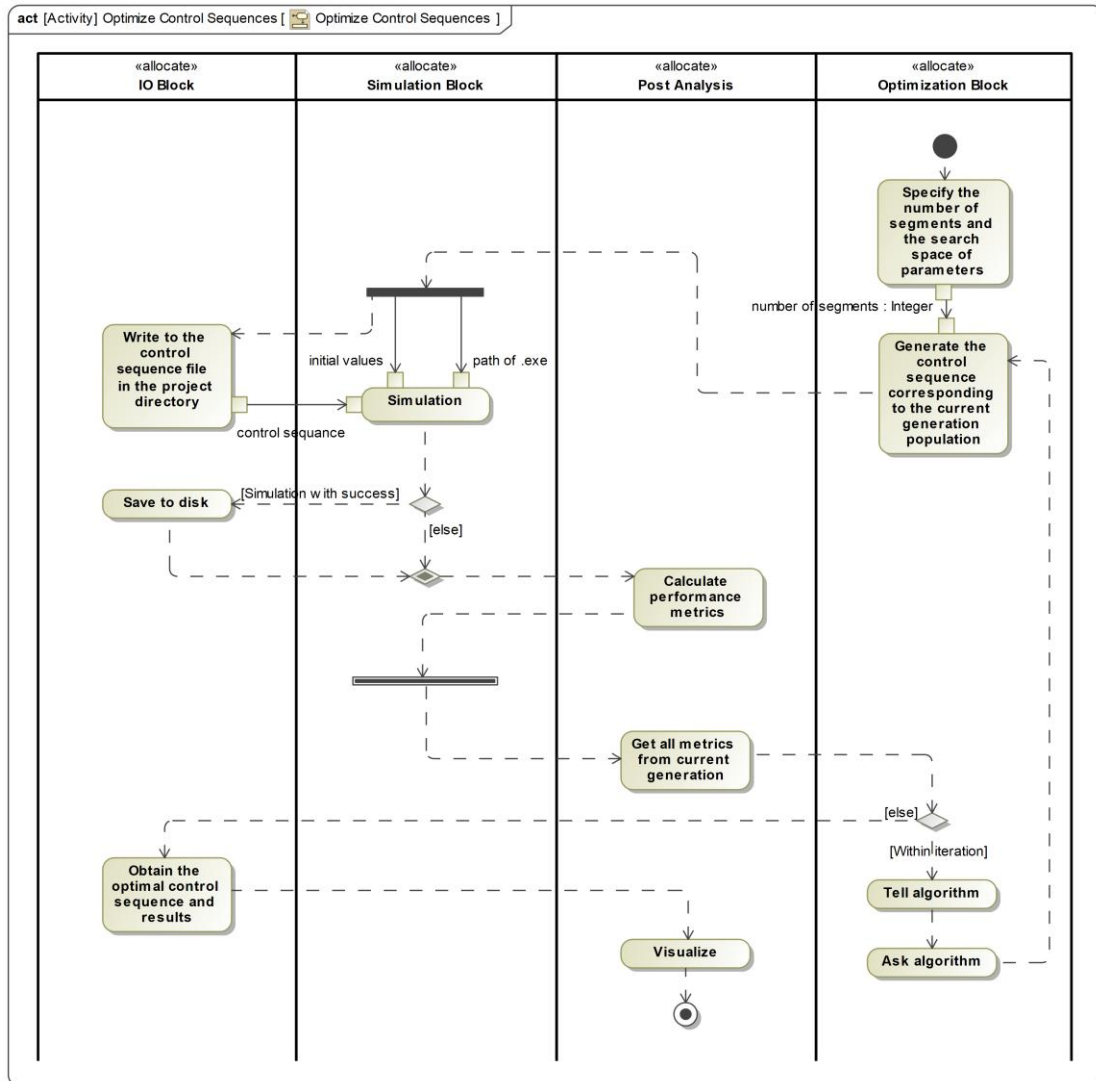 act [Activity] Optimize Control Sequences [ Optimize Control Sequences ]
«allocate»
IO Block
«allocate»
Simulation Block
«allocate»
Post Analysis
«allocate»
Optimization Block
Specify the
number of
segments and
the search
space of
parameters
number of segments : Integer
Write to the
control
sequence file
in the project
directory
initial values
path of .exe
Generate the
control
sequence
corresponding
to the current
generation
population
Simulation
control sequance
Save to disk
[Simulation with success]
[else]
Calculate
performance
metrics
Get all metrics
from current
generation
[else]
[Within iteration]
Obtain the
optimal control
sequence and
results
Tell algorithm
Visualize
Ask algorithm